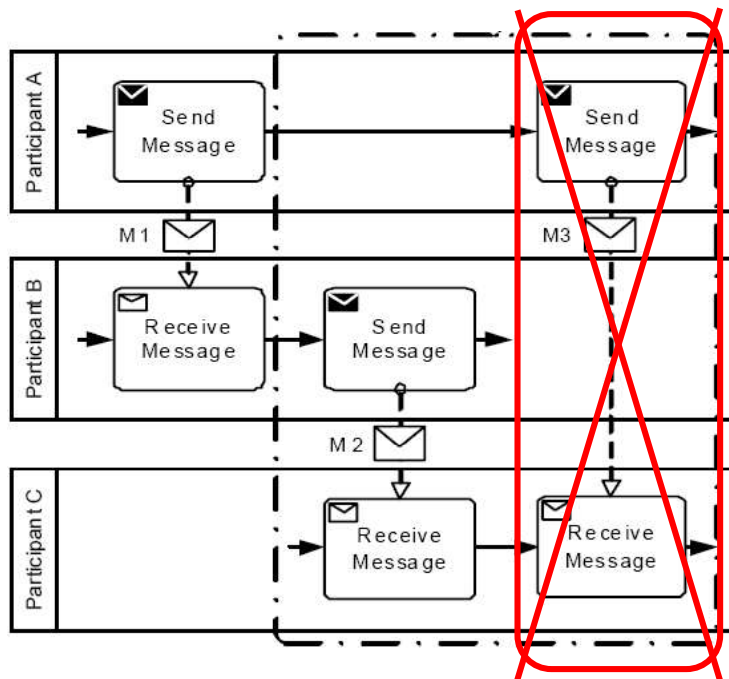 Participant A
Send
Message
Send
Message
M1
M3
Participant B
Receive
Message
Send
Message
M2
Participant C
Receive
Message
Receive
Message